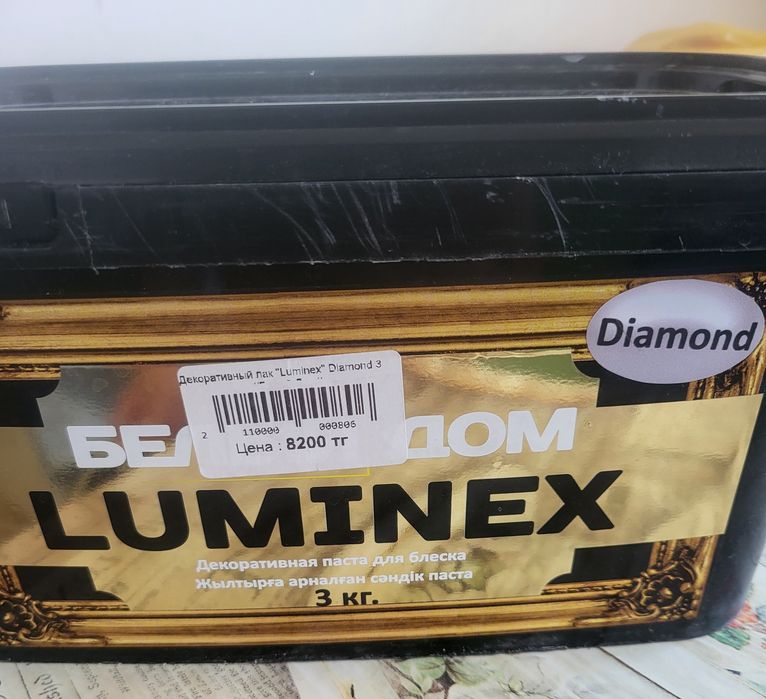 Diamond
Декоративный лак "Luminex" Diamond 3
2 110000 000806
Цена : 8200 тг
БЕЛ ДОМ
LUMINEX
Декоративная паста для блеска
Жылтырға арналған сәндік паста
3 кг.